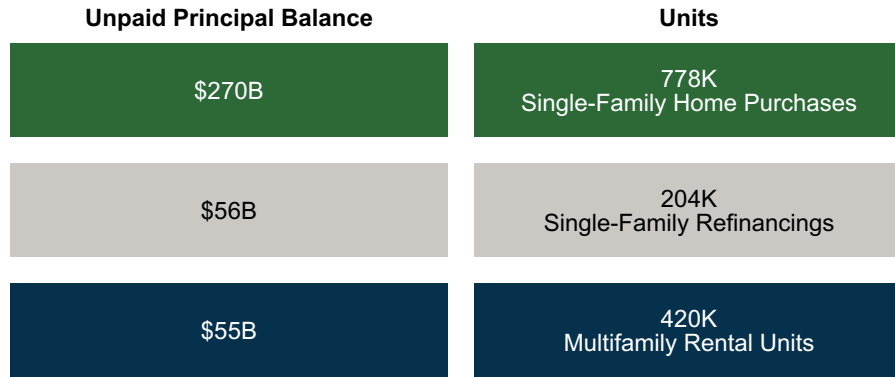 Unpaid Principal Balance
Units
$270B
778K
Single-Family Home Purchases
$56B
204K
Single-Family Refinancings
$55B
420K
Multifamily Rental Units